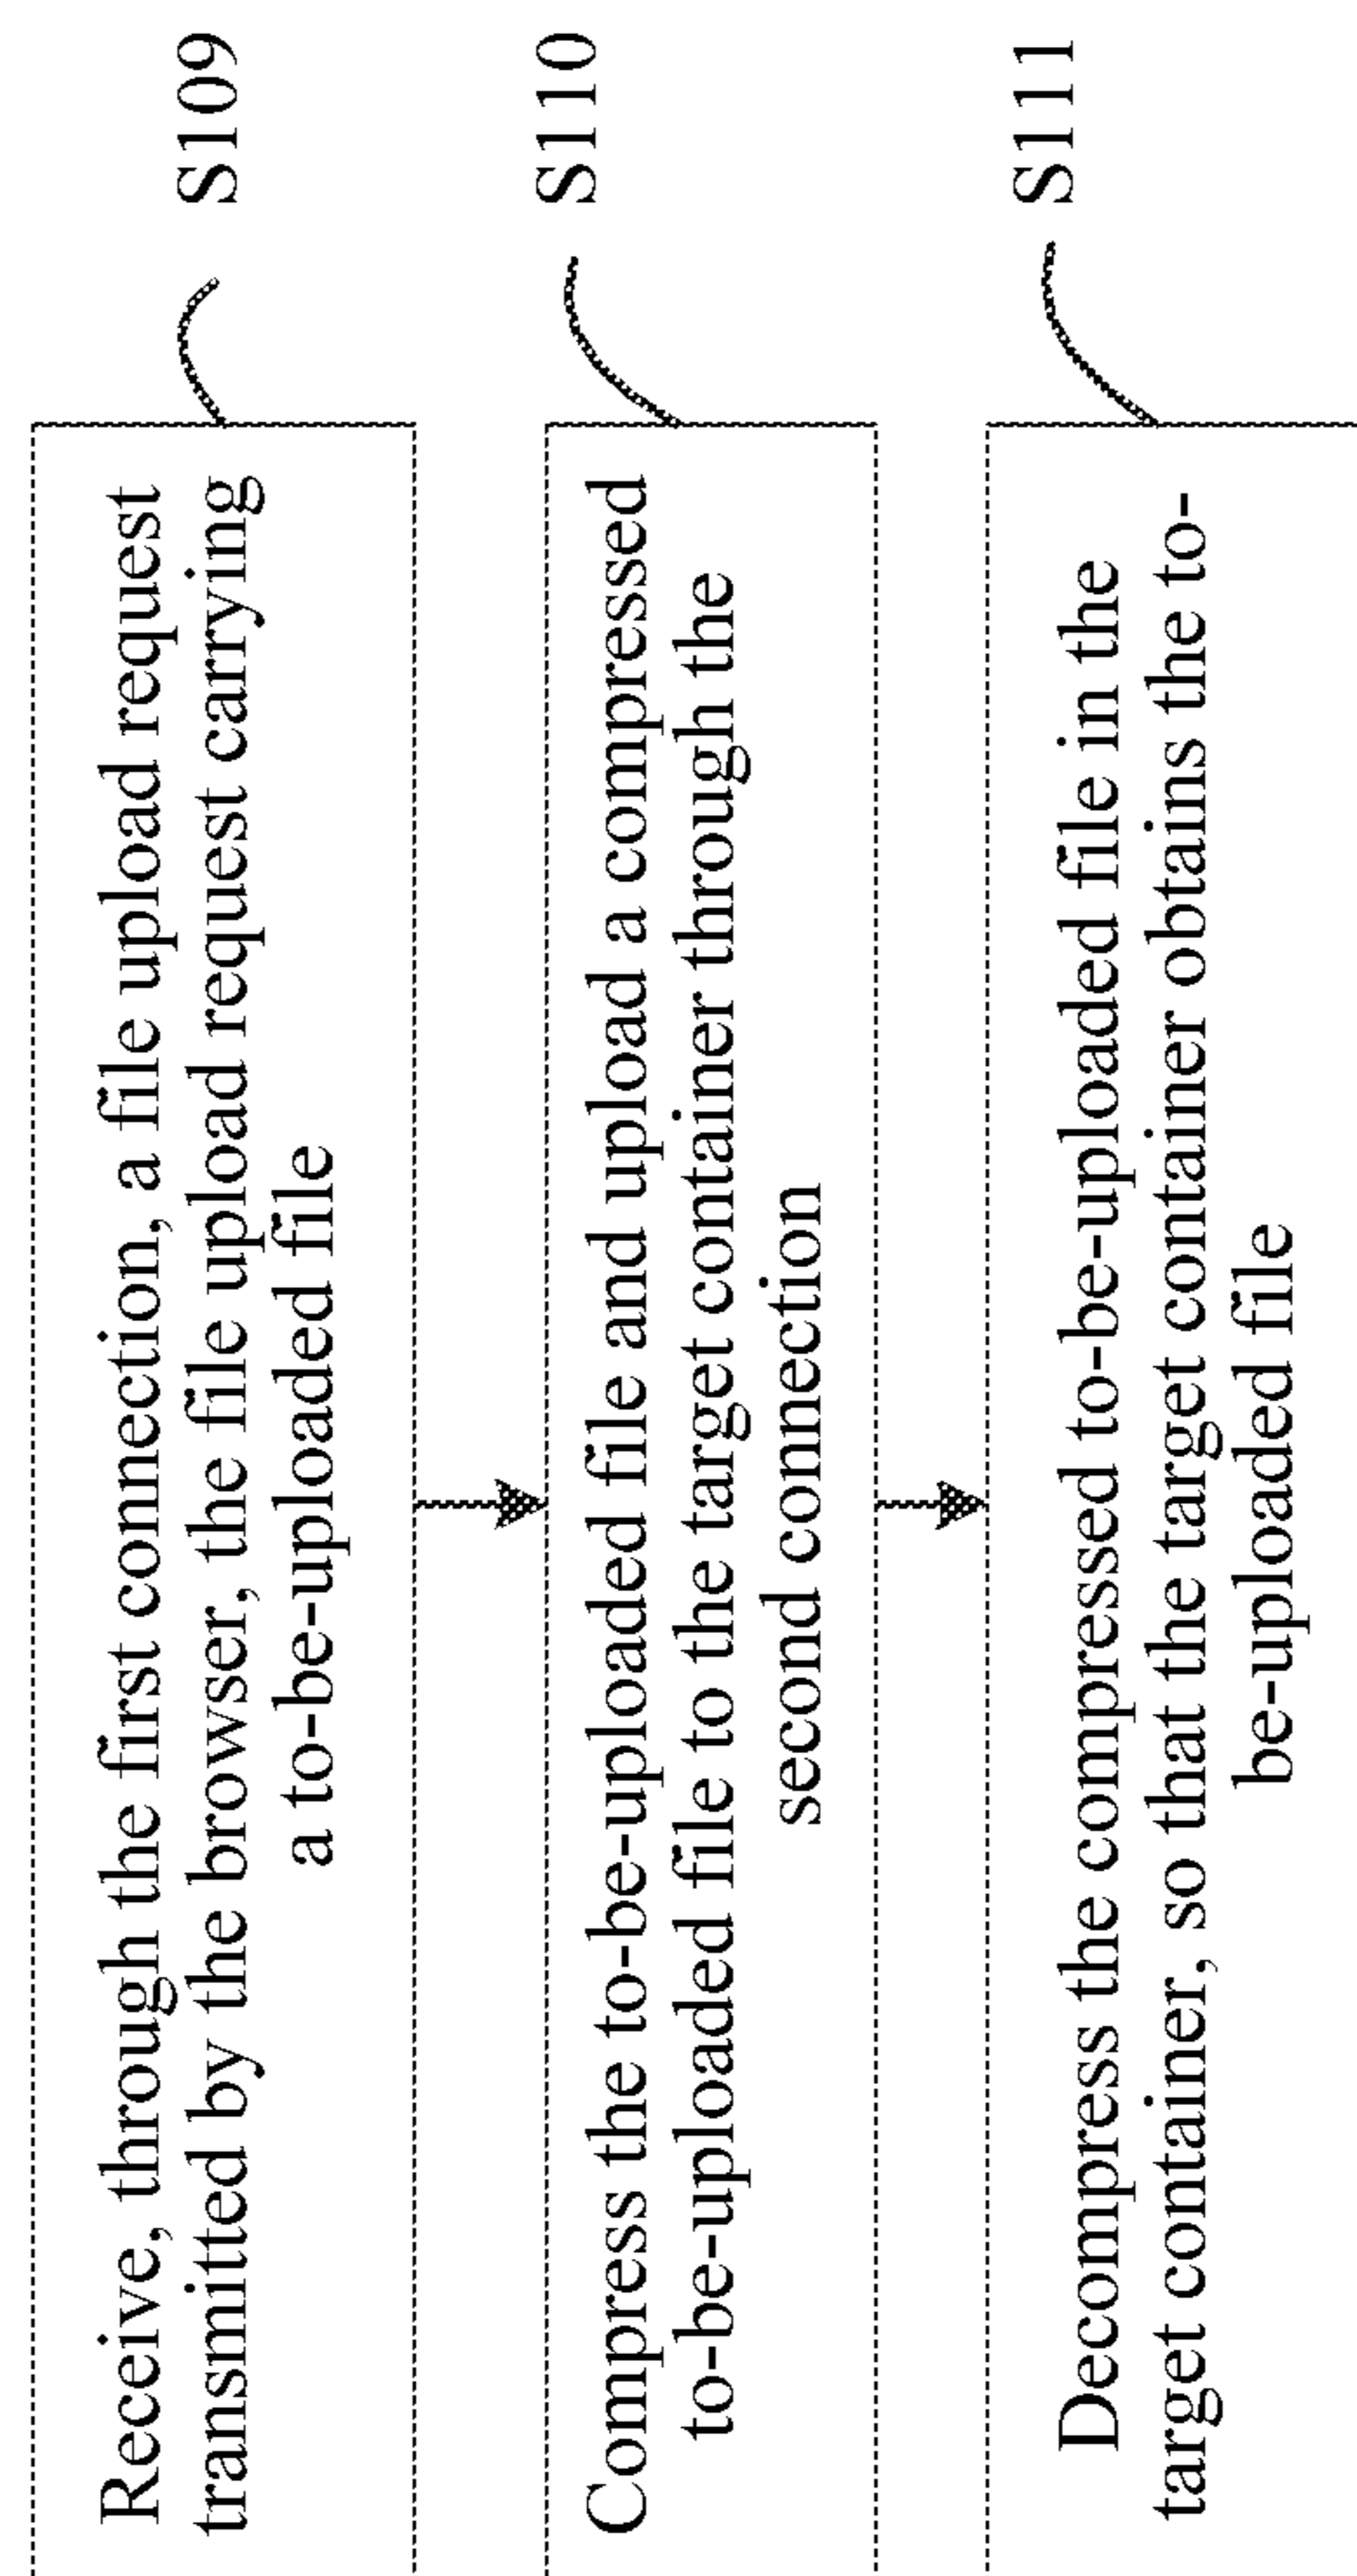 Receive, through the first connection, a file upload request
transmitted by the browser, the file upload request carrying
a to-be-uploaded file
S109
Compress the to-be-uploaded file and upload a compressed
to-be-uploaded file to the target container through the
second connection
S110
Decompress the compressed to-be-uploaded file in the
target container, so that the target container obtains the to-
be-uploaded file
S111